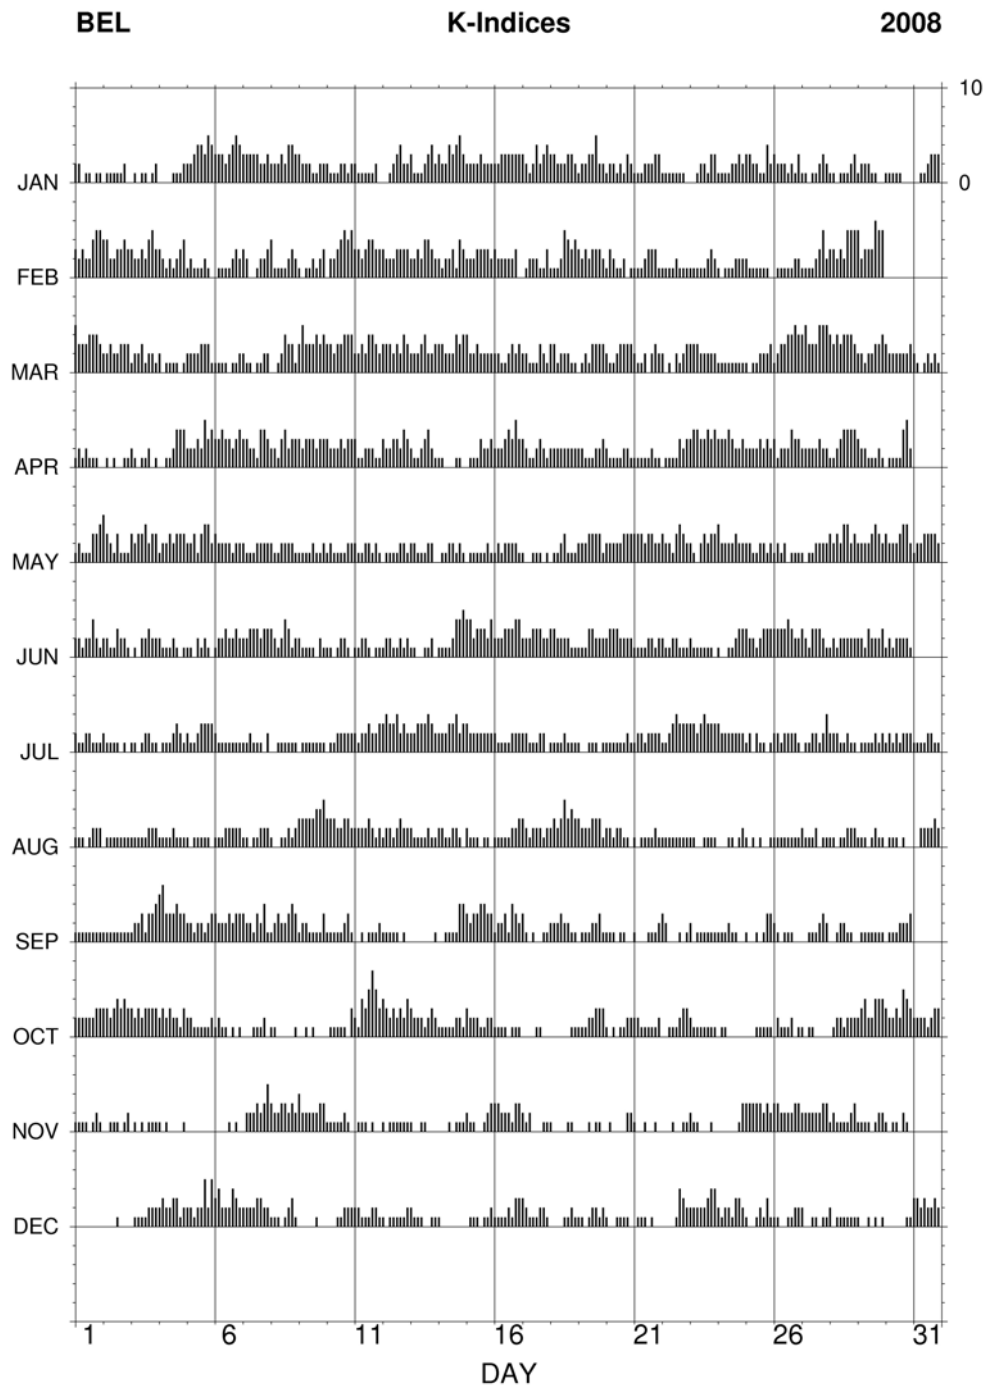 BEL K-Indices 2008
10
JAN 0
FEB
MAR
APR
MAY
JUN
JUL
AUG
SEP
OCT
NOV
DEC
1 6 11 16 21 26 31
DAY